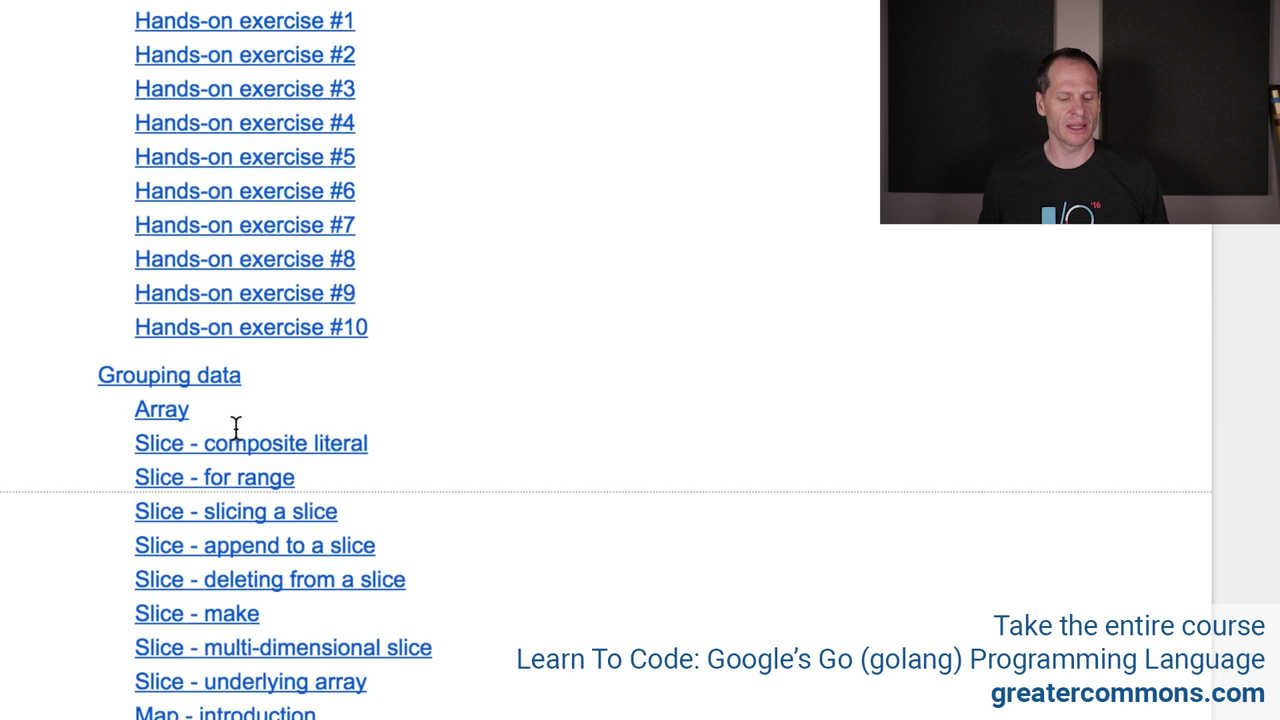 Hands-on exercise #1
Hands-on exercise #2
Hands-on exercise #3
Hands-on exercise #4
Hands-on exercise #5
Hands-on exercise #6
Hands-on exercise #7
Hands-on exercise #8
Hands-on exercise #9
Hands-on exercise #10
Grouping data
Array
Slice - composite literal
Slice - for range
Slice - slicing a slice
Slice - append to a slice
Slice - deleting from a slice
Slice - make
Slice - multi-dimensional slice
Slice - underlying array
Map - introduction
I/O '16
Take the entire course
Learn To Code: Google's Go (golang) Programming Language
greatercommons.com